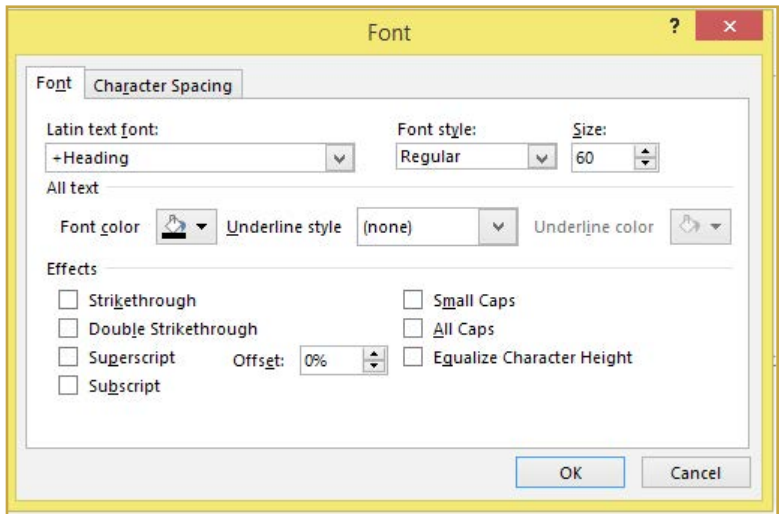 Font ?
Font Character Spacing
Latin text font: Font style: Size:
+Heading Regular 60
All text
Font color Underline style (none) Underline color
Effects
Strikethrough Small Caps
Double Strikethrough All Caps
Superscript Offset: 0% Equalize Character Height
Subscript
OK Cancel